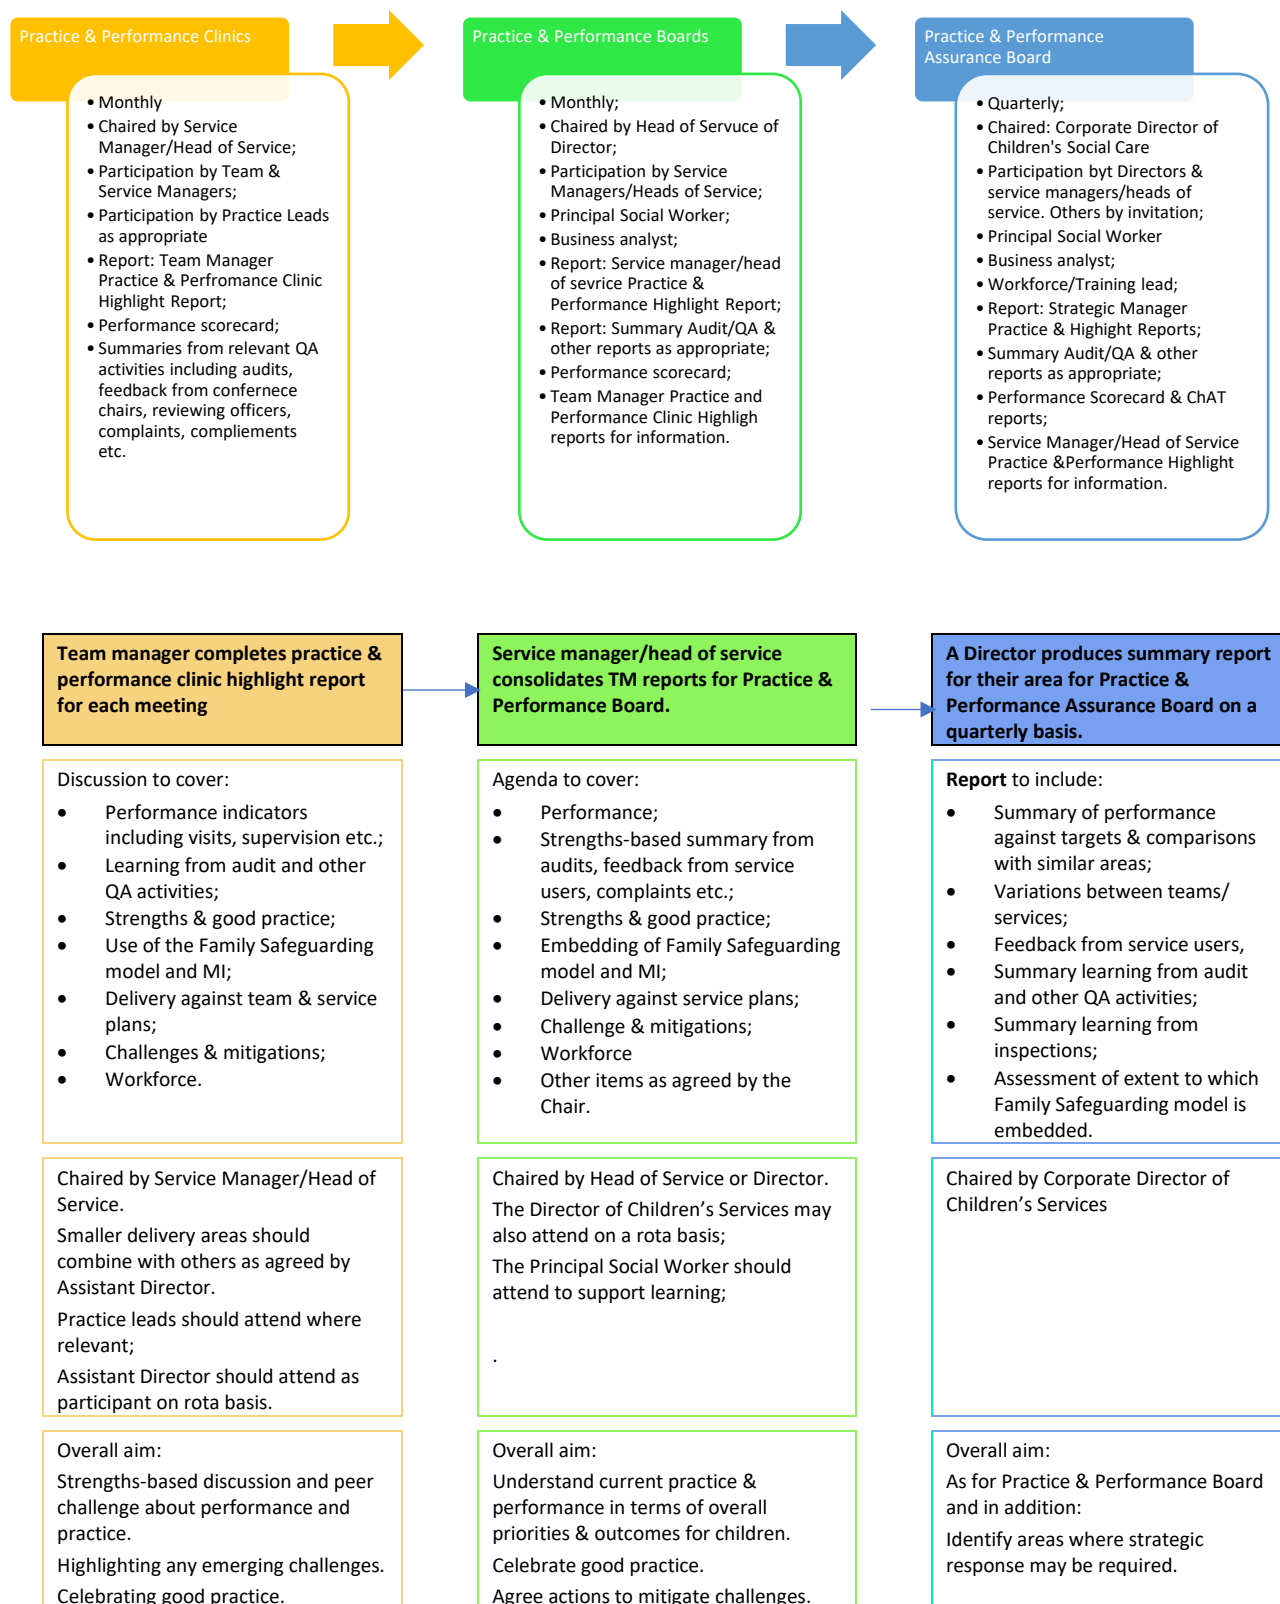 Practice & Performance Clinics
• Monthly
• Chaired by Service
Manager/Head of Service;
• Participation by Team &
Service Managers;
• Participation by Practice Leads
as appropriate
• Report: Team Manager
Practice & Perfromance Clinic
Highlight Report;
• Performance scorecard;
• Summaries from relevant QA
activities including audits,
feedback from confernece
chairs, reviewing officers,
complaints, compliements
etc.
Practice & Performance Boards
• Monthly;
• Chaired by Head of Servuce of
Director;
• Participation by Service
Managers/Heads of Service;
• Principal Social Worker;
• Business analyst;
• Report: Service manager/head
of sevrice Practice &
Performance Highlight Report;
• Report: Summary Audit/QA &
other reports as appropriate;
• Performance scorecard;
• Team Manager Practice and
Performance Clinic Highligh
reports for information.
Practice & Performance
Assurance Board
• Quarterly;
• Chaired: Corporate Director of
Children's Social Care
• Participation byt Directors &
service managers/heads of
service. Others by invitation;
• Principal Social Worker
• Business analyst;
• Workforce/Training lead;
• Report: Strategic Manager
Practice & Highight Reports;
• Summary Audit/QA & other
reports as appropriate;
• Performance Scorecard & ChAT
reports;
• Service Manager/Head of Service
Practice &Performance Highlight
reports for information.
Team manager completes practice &
performance clinic highlight report
for each meeting
Service manager/head of service
consolidates TM reports for Practice &
Performance Board.
A Director produces summary report
for their area for Practice &
Performance Assurance Board on a
quarterly basis.
Discussion to cover:
• Performance indicators
including visits, supervision etc.;
• Learning from audit and other
QA activities;
• Strengths & good practice;
• Use of the Family Safeguarding
model and MI;
• Delivery against team & service
plans;
• Challenges & mitigations;
• Workforce.
Agenda to cover:
• Performance;
• Strengths-based summary from
audits, feedback from service
users, complaints etc.;
• Strengths & good practice;
• Embedding of Family Safeguarding
model and MI;
• Delivery against service plans;
• Challenge & mitigations;
• Workforce
• Other items as agreed by the
Chair.
Report to include:
• Summary of performance
against targets & comparisons
with similar areas;
• Variations between teams/
services;
• Feedback from service users,
• Summary learning from audit
and other QA activities;
• Summary learning from
inspections;
• Assessment of extent to which
Family Safeguarding model is
embedded.
Chaired by Service Manager/Head of
Service.
Smaller delivery areas should
combine with others as agreed by
Assistant Director.
Practice leads should attend where
relevant;
Assistant Director should attend as
participant on rota basis.
Chaired by Head of Service or Director.
The Director of Children’s Services may
also attend on a rota basis;
The Principal Social Worker should
attend to support learning;
.
Chaired by Corporate Director of
Children’s Services
Overall aim:
Strengths-based discussion and peer
challenge about performance and
practice.
Highlighting any emerging challenges.
Celebrating good practice.
Overall aim:
Understand current practice &
performance in terms of overall
priorities & outcomes for children.
Celebrate good practice.
Agree actions to mitigate challenges.
Overall aim:
As for Practice & Performance Board
and in addition:
Identify areas where strategic
response may be required.